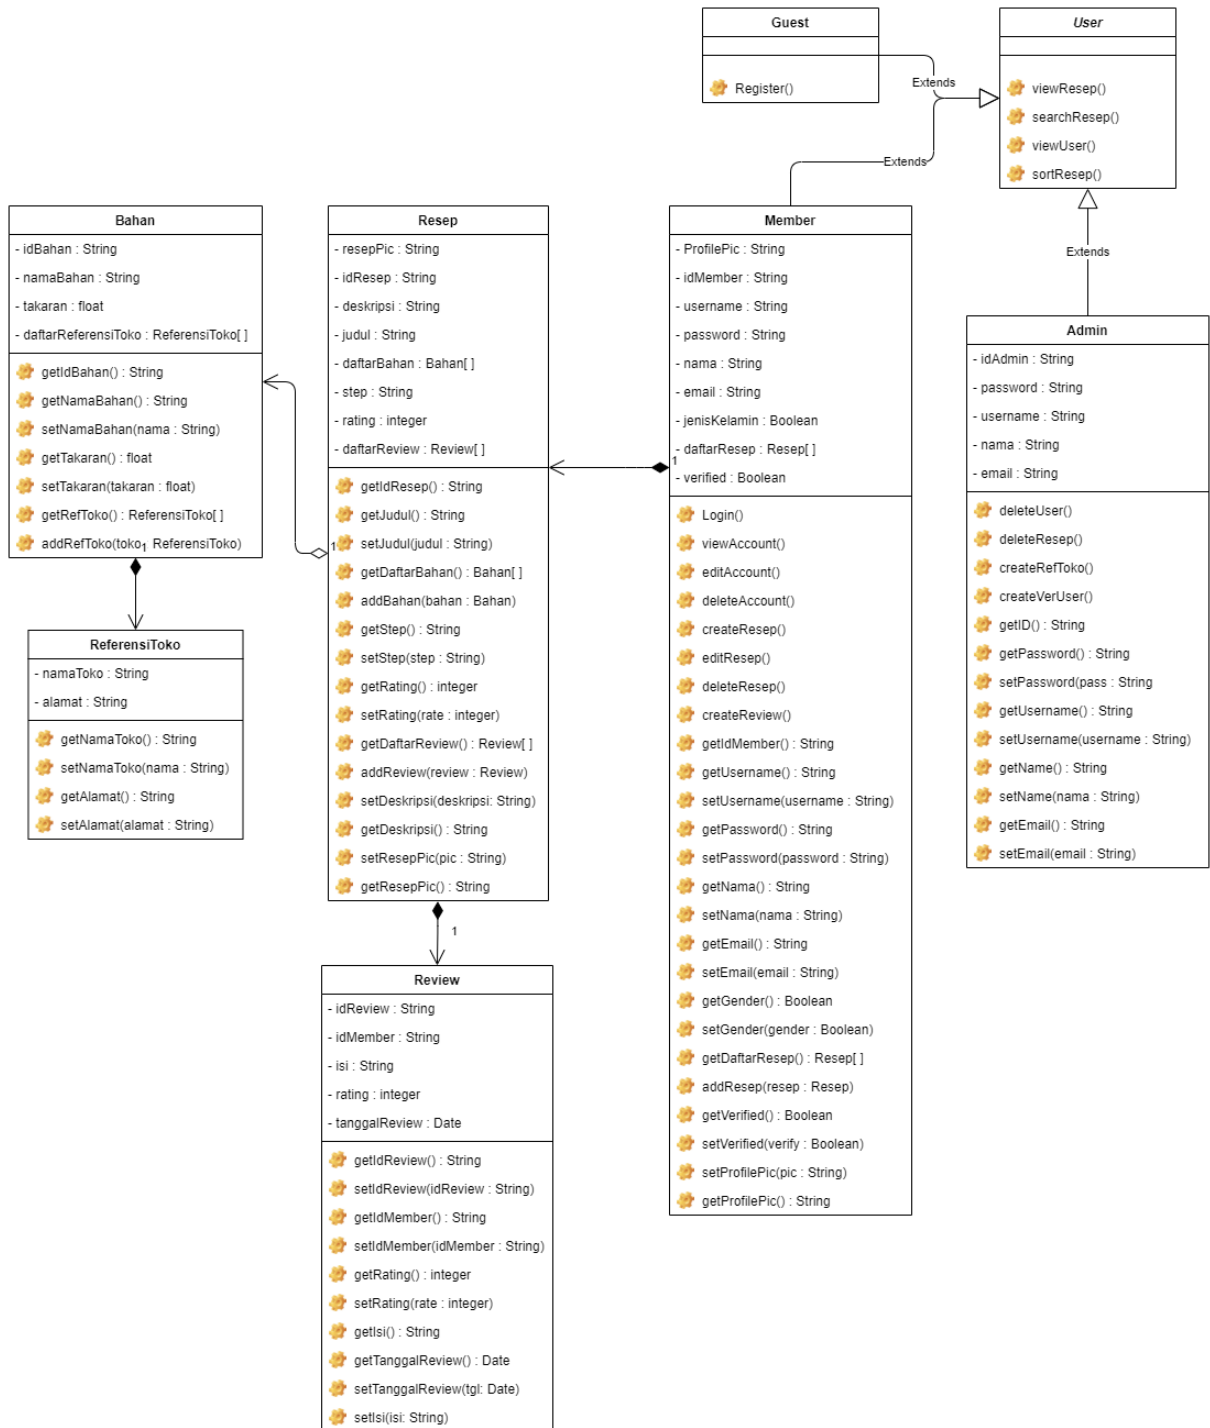 Guest
Register()
User
viewResep()
searchResep()
viewUser()
sortResep()
Extends
Extends
Extends
Bahan
- idBahan : String
- namaBahan : String
- takaran : float
- daftarReferensiToko : ReferensiToko[ ]
getIdBahan() : String
getNamaBahan() : String
setNamaBahan(nama : String)
getTakaran() : float
setTakaran(takaran : float)
getRefToko() : ReferensiToko[ ]
addRefToko(toko : ReferensiToko)
1
ReferensiToko
- namaToko : String
- alamat : String
getNamaToko() : String
setNamaToko(nama : String)
getAlamat() : String
setAlamat(alamat : String)
Resep
- resepPic : String
- idResep : String
- deskripsi : String
- judul : String
- daftarBahan : Bahan[ ]
- step : String
- rating : integer
- daftarReview : Review[ ]
getIdResep() : String
getJudul() : String
setJudul(judul : String)
getDaftarBahan() : Bahan[ ]
addBahan(bahan : Bahan)
getStep() : String
setStep(step : String)
getRating() : integer
setRating(rate : integer)
getDaftarReview() : Review[ ]
addReview(review : Review)
setDeskripsi(deskripsi: String)
getDeskripsi() : String
setResepPic(pic : String)
getResepPic() : String
1
1
Review
- idReview : String
- idMember : String
- isi : String
- rating : integer
- tanggalReview : Date
getIdReview() : String
setIdReview(idReview : String)
getIdMember() : String
setIdMember(idMember : String)
getRating() : integer
setRating(rate : integer)
getIsi() : String
getTanggalReview() : Date
setTanggalReview(tgl: Date)
setIsi(isi: String)
Member
- ProfilePic : String
- idMember : String
- username : String
- password : String
- nama : String
- email : String
- jenisKelamin : Boolean
- daftarResep : Resep[ ]
- verified : Boolean
1
Login()
viewAccount()
editAccount()
deleteAccount()
createResep()
editResep()
deleteResep()
createReview()
getIdMember() : String
getUsername() : String
setUsername(username : String)
getPassword() : String
setPassword(password : String)
getNama() : String
setNama(nama : String)
getEmail() : String
setEmail(email : String)
getGender() : Boolean
setGender(gender : Boolean)
getDaftarResep() : Resep[ ]
addResep(resep : Resep)
getVerified() : Boolean
setVerified(verify : Boolean)
setProfilePic(pic : String)
getProfilePic() : String
Admin
- idAdmin : String
- password : String
- username : String
- nama : String
- email : String
deleteUser()
deleteResep()
createRefToko()
createVerUser()
getID() : String
getPassword() : String
setPassword(pass : String
getUsername() : String
setUsername(username : String)
getName() : String
setName(nama : String)
getEmail() : String
setEmail(email : String)